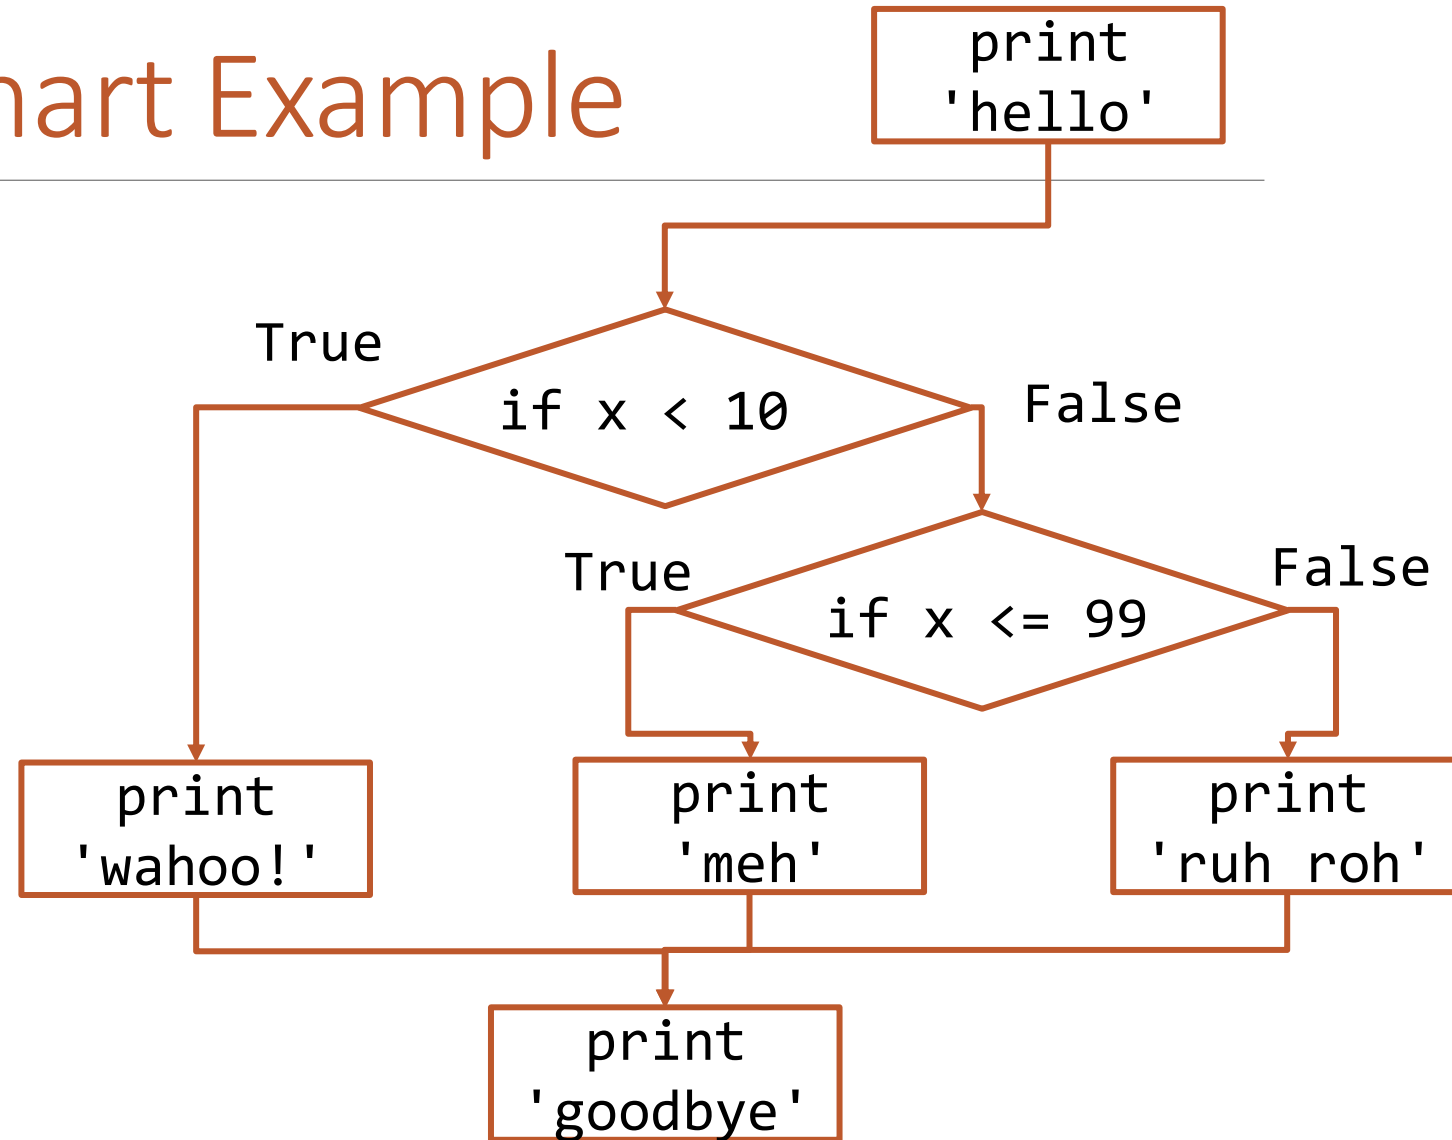 hart Example
print
'hello'
True
if x < 10
False
True
if x <= 99
False
print
'wahoo!'
print
'meh'
print
'ruh roh'
print
'goodbye'